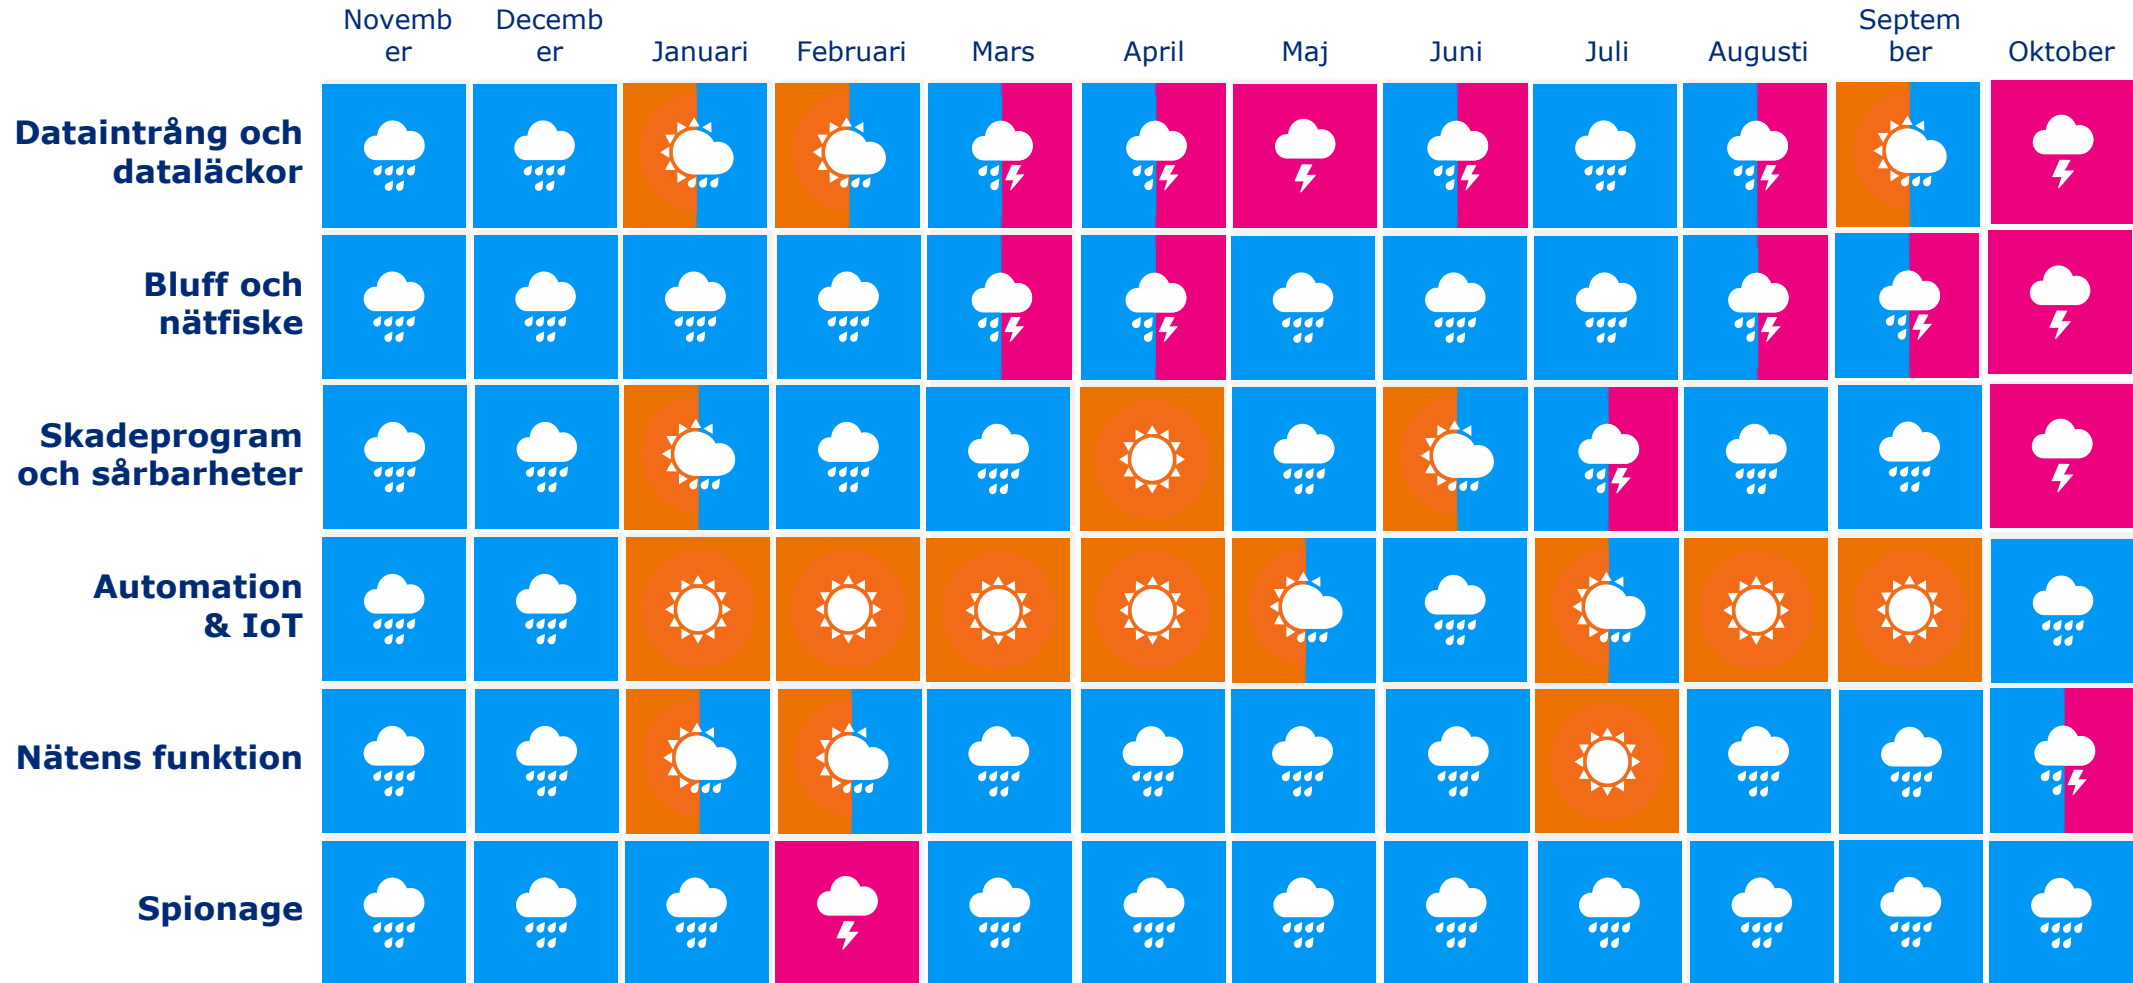 Novemb
er
Decemb
er
Januari
Februari
Mars
April
Maj
Juni
Juli
Augusti
Septem
ber
Oktober
Dataintrång och
dataläckor
Bluff och
nätfiske
Skadeprogram
och sårbarheter
Automation
& IoT
Nätens funktion
Spionage